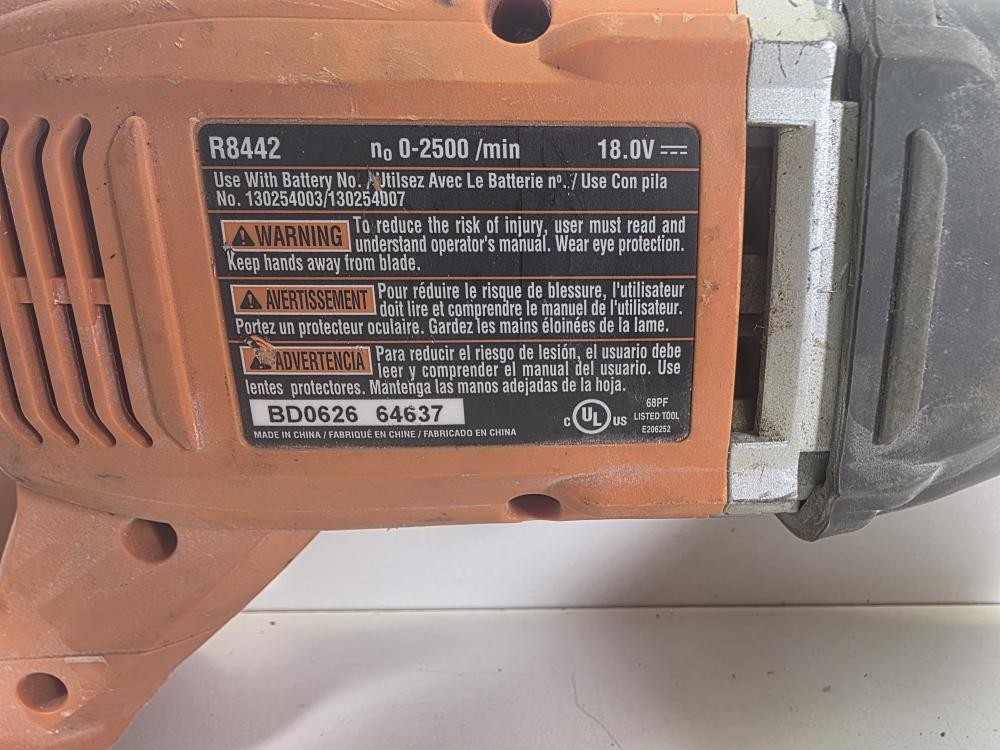 R8442 n₀ 0-2500 /min 18.0V
Use With Battery No. /Utilsez Avec Le Batterie nº../ Use Con pila
No. 130254003/130254007
WARNING To reduce the risk of injury, user must read and
understand operator's manual. Wear eye protection.
Keep hands away from blade.
AVERTISSEMENT Pour réduire le risque de blessure, l'utilisateur
doit lire et comprendre le manuel de l'utilisateur.
Portez un protecteur oculaire. Gardez les mains éloinées de la lame.
ADVERTENCIA Para reducir el riesgo de lesión, el usuario debe
leer y comprender el manual del usuario. Use
lentes protectores. Mantenga las manos adejadas de la hoja.
BD0626 64637
MADE IN CHINA / FABRIQUÉ EN CHINE / FABRICADO EN CHINA
C UL US
68PF
LISTED TOOL
E206252